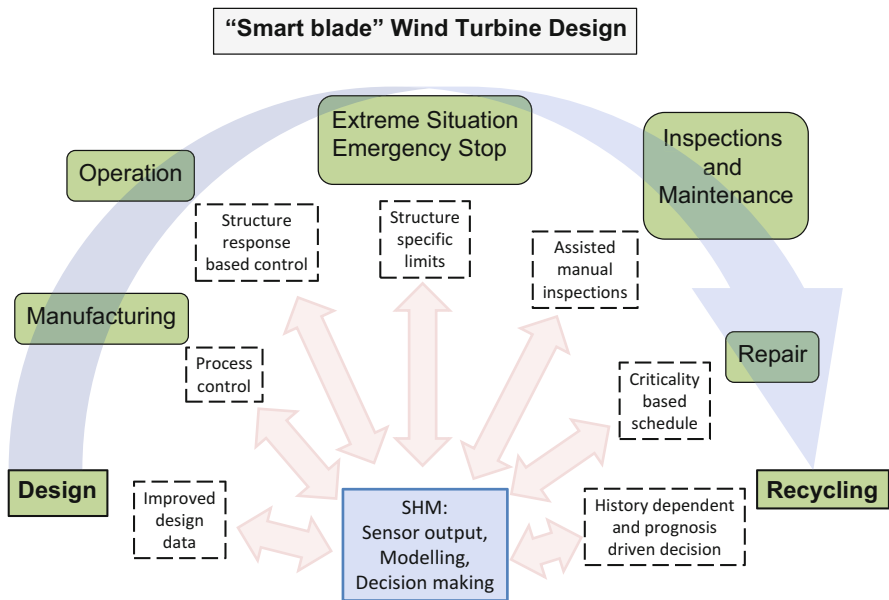 “Smart blade” Wind Turbine Design
Extreme Situation
Emergency Stop
Inspections
and
Maintenance
Operation
Structure
response
based control
Structure
specific
limits
Assisted
manual
inspections
Manufacturing
Process
control
Repair
Criticality
based
schedule
Design
Improved
design
data
SHM:
Sensor output,
Modelling,
Decision making
History dependent
and prognosis
driven decision
Recycling